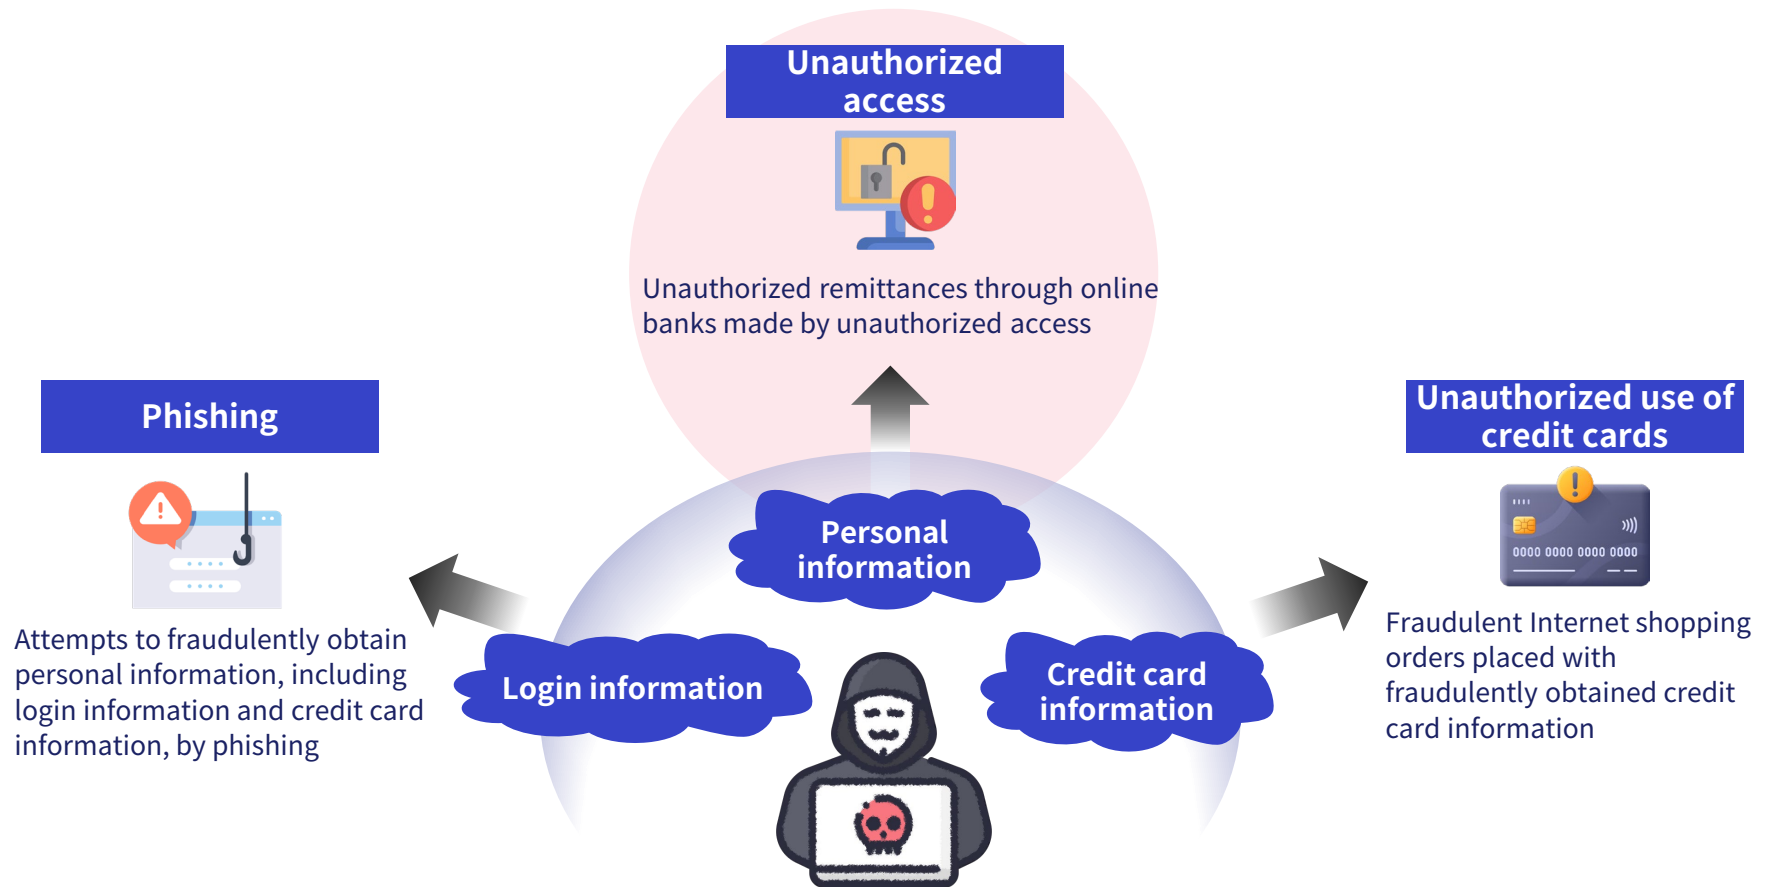 Unauthorized
access
Unauthorized remittances through online
banks made by unauthorized access
Phishing
Attempts to fraudulently obtain
personal information, including
login information and credit card
information, by phishing
Unauthorized use of
credit cards
0000 0000 0000 0000
Fraudulent Internet shopping
orders placed with
fraudulently obtained credit
card information
Personal
information
Login information
Credit card
information